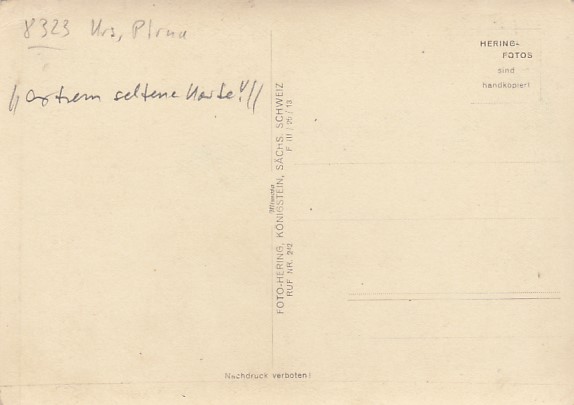 8323 Krs, Pirna
// extrem seltene Karte!!//
HERING-
FOTOS
sind
handkopiert
FOTO-HERING, KÖNIGSTEIN, SÄCHS. SCHWEIZ
RUF NR. 242
F III / 26 / 13
Nachdruck verboten!